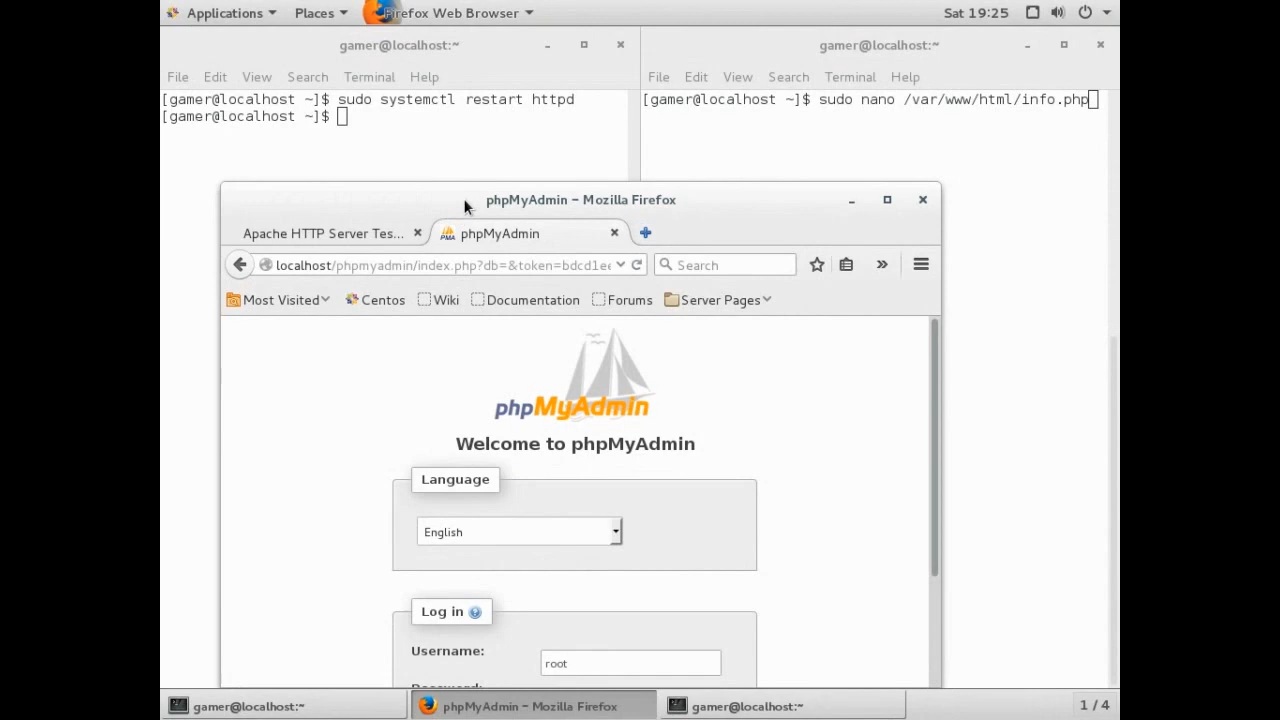 Applications Places Firefox Web Browser Sat 19:25
gamer@localhost:~
File Edit View Search Terminal Help
[gamer@localhost ~]$ sudo systemctl restart httpd
[gamer@localhost ~]$
gamer@localhost:~
File Edit View Search Terminal Help
[gamer@localhost ~]$ sudo nano /var/www/html/info.php
phpMyAdmin - Mozilla Firefox
Apache HTTP Server Tes... phpMyAdmin
localhost/phpmyadmin/index.php?db=&token=bdcd1ee Search
Most Visited Centos Wiki Documentation Forums Server Pages
phpMyAdmin
Welcome to phpMyAdmin
Language
English
Log in
Username:
root
gamer@localhost:~ phpMyAdmin - Mozilla Firefox gamer@localhost:~ 1 / 4